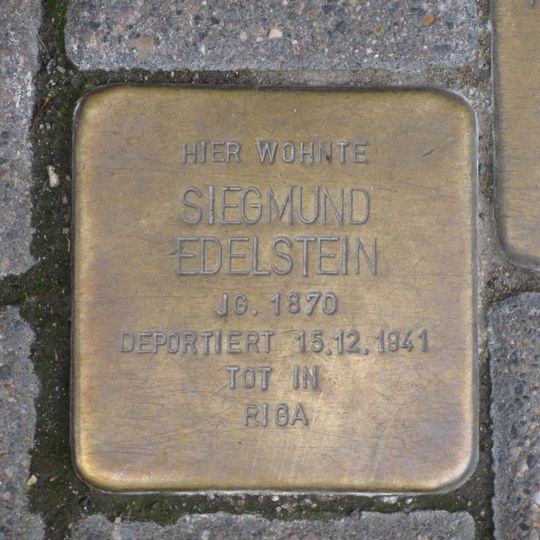 HIER WOHNTE
SIEGMUND
EDELSTEIN
JG. 1870
DEPORTIERT 15.12.1941
TOT IN
RIGA